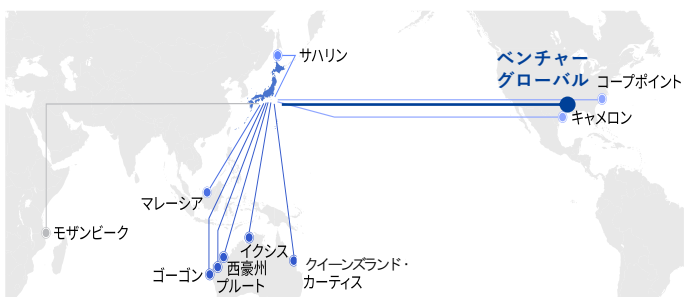 サハリン
ベンチャー
グローバル
コーブポイント
キャメロン
マレーシア
モザンビーク
イクシス
クイーンズランド・
カーティス
西豪州
ゴーゴン
プルート